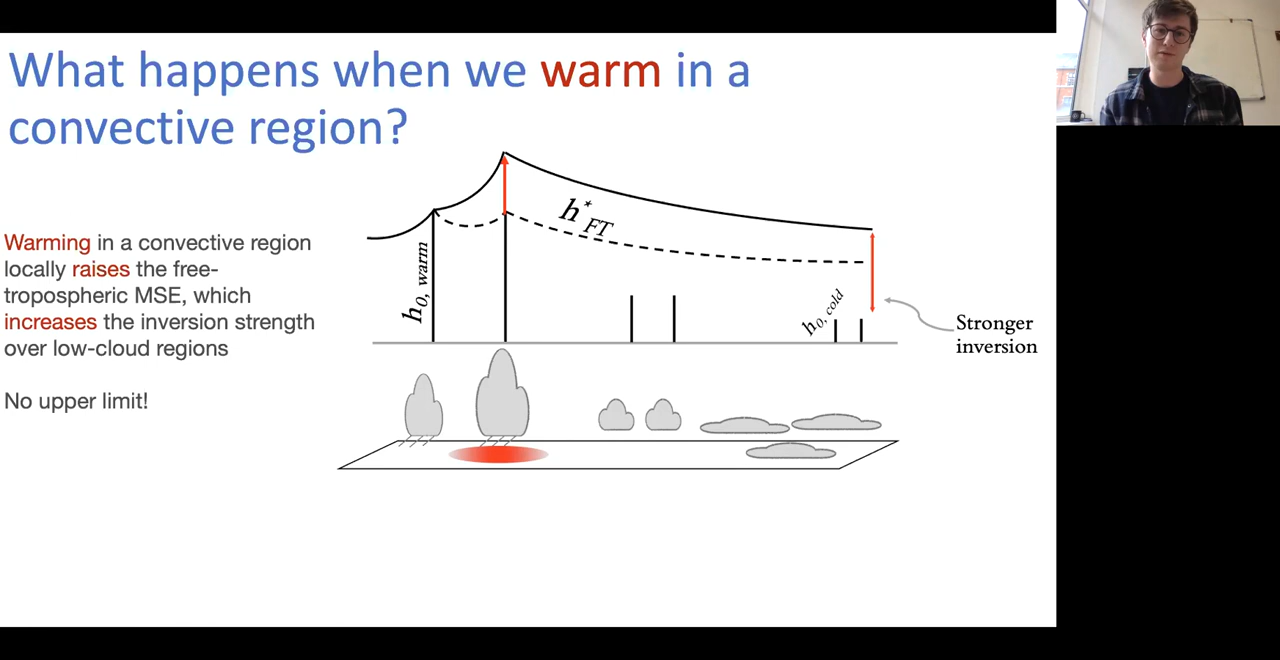 What happens when we warm in a
convective region?
Warming in a convective region
locally raises the free-
tropospheric MSE, which
increases the inversion strength
over low-cloud regions
No upper limit!
h*FT
h0, warm
h0, cold
Stronger
inversion